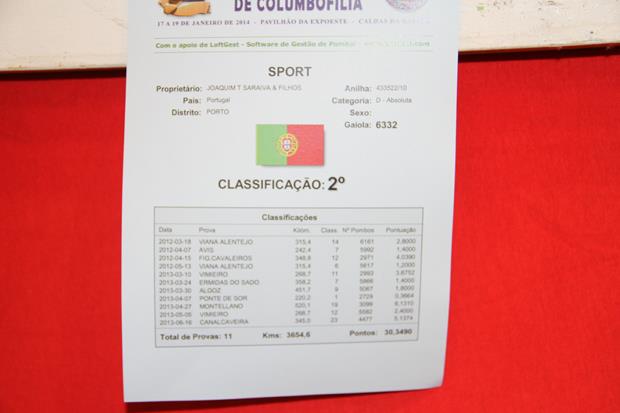 DE COLUMBOFILIA
17 A 19 DE JANEIRO DE 2014 - PAVILHÃO DA EXPOESTE - CALDAS DA
Com o apoio de LoftGest - Software de Gestão de Pombal -
SPORT
Proprietário: JOAQUIM T SARAIVA & FILHOS Anilha: 433522/10
País: Portugal Categoria: D - Absoluta
Distrito: PORTO Sexo:
Gaiola: 6332
CLASSIFICAÇÃO: 2º
Classificações
Data Prova Kilóm. Class. Nº Pombos Pontuação
2012-03-18 VIANA ALENTEJO 315,4 14 6161 2,8000
2012-04-07 AVIS 242,4 7 5992 1,4000
2012-04-15 FIG.CAVALEIROS 348,8 12 2971 4,0390
2012-05-13 VIANA ALENTEJO 315,4 6 5617 1,2000
2013-03-10 VIMIEIRO 268,7 11 2993 3,6752
2013-03-24 ERMIDAS DO SADO 358,2 7 5866 1,4000
2013-03-30 ALGOZ 451,7 9 5067 1,8000
2013-04-07 PONTE DE SOR 220,2 1 2729 0,3664
2013-04-27 MONTELLANO 520,1 19 3099 6,1310
2013-05-05 VIMIEIRO 268,7 12 5582 2,4000
2013-06-16 CANALCAVEIRA 345,0 23 4477 5,1374
Total de Provas: 11 Kms: 3654,6 Pontos: 30,3490